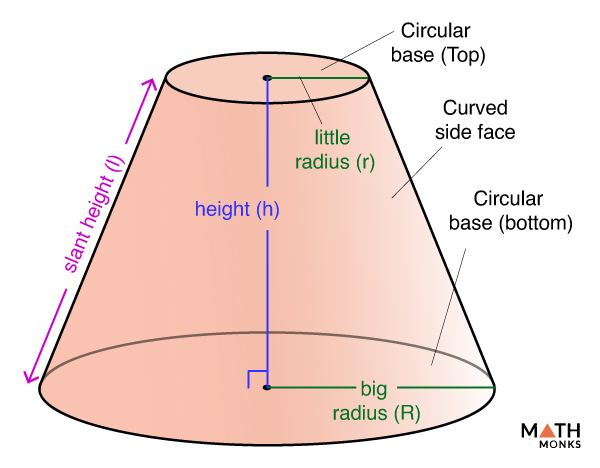 Circular
base (Top)
Curved
side face
little
radius (r)
slant height (l)
height (h)
Circular
base (bottom)
big
radius (R)
MATH
MONKS